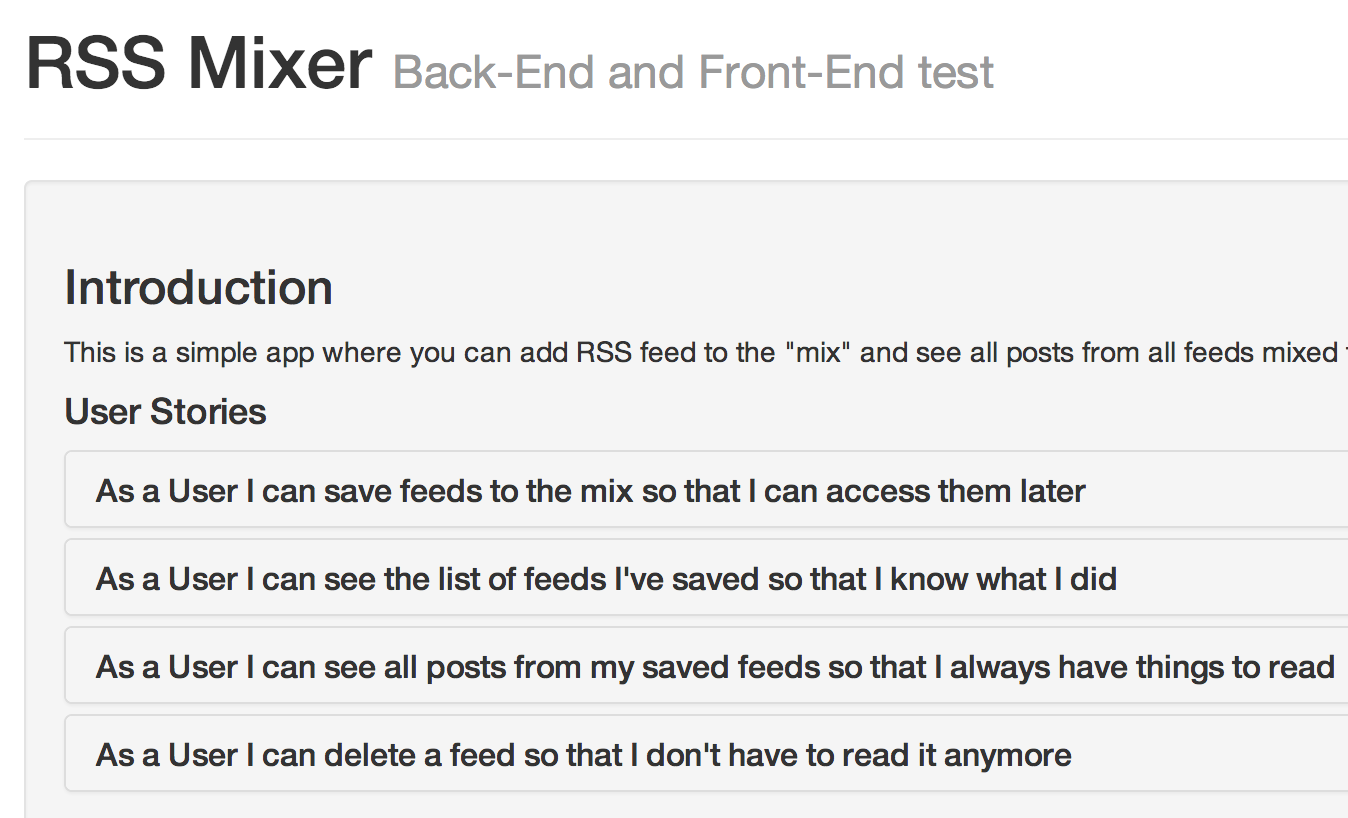 RSS Mixer Back-End and Front-End test
Introduction
This is a simple app where you can add RSS feed to the "mix" and see all posts from all feeds mixed
User Stories
As a User I can save feeds to the mix so that I can access them later
As a User I can see the list of feeds I've saved so that I know what I did
As a User I can see all posts from my saved feeds so that I always have things to read
As a User I can delete a feed so that I don't have to read it anymore